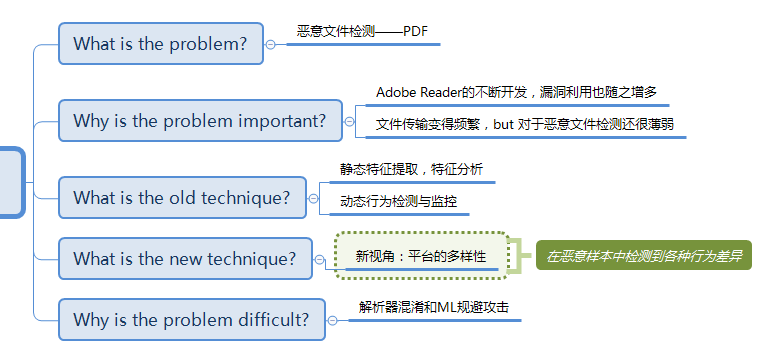 What is the problem?
恶意文件检测——PDF
Why is the problem important?
Adobe Reader的不断开发，漏洞利用也随之增多
文件传输变得频繁，but 对于恶意文件检测还很薄弱
What is the old technique?
静态特征提取，特征分析
动态行为检测与监控
What is the new technique?
新视角：平台的多样性
在恶意样本中检测到各种行为差异
Why is the problem difficult?
解析器混淆和ML规避攻击